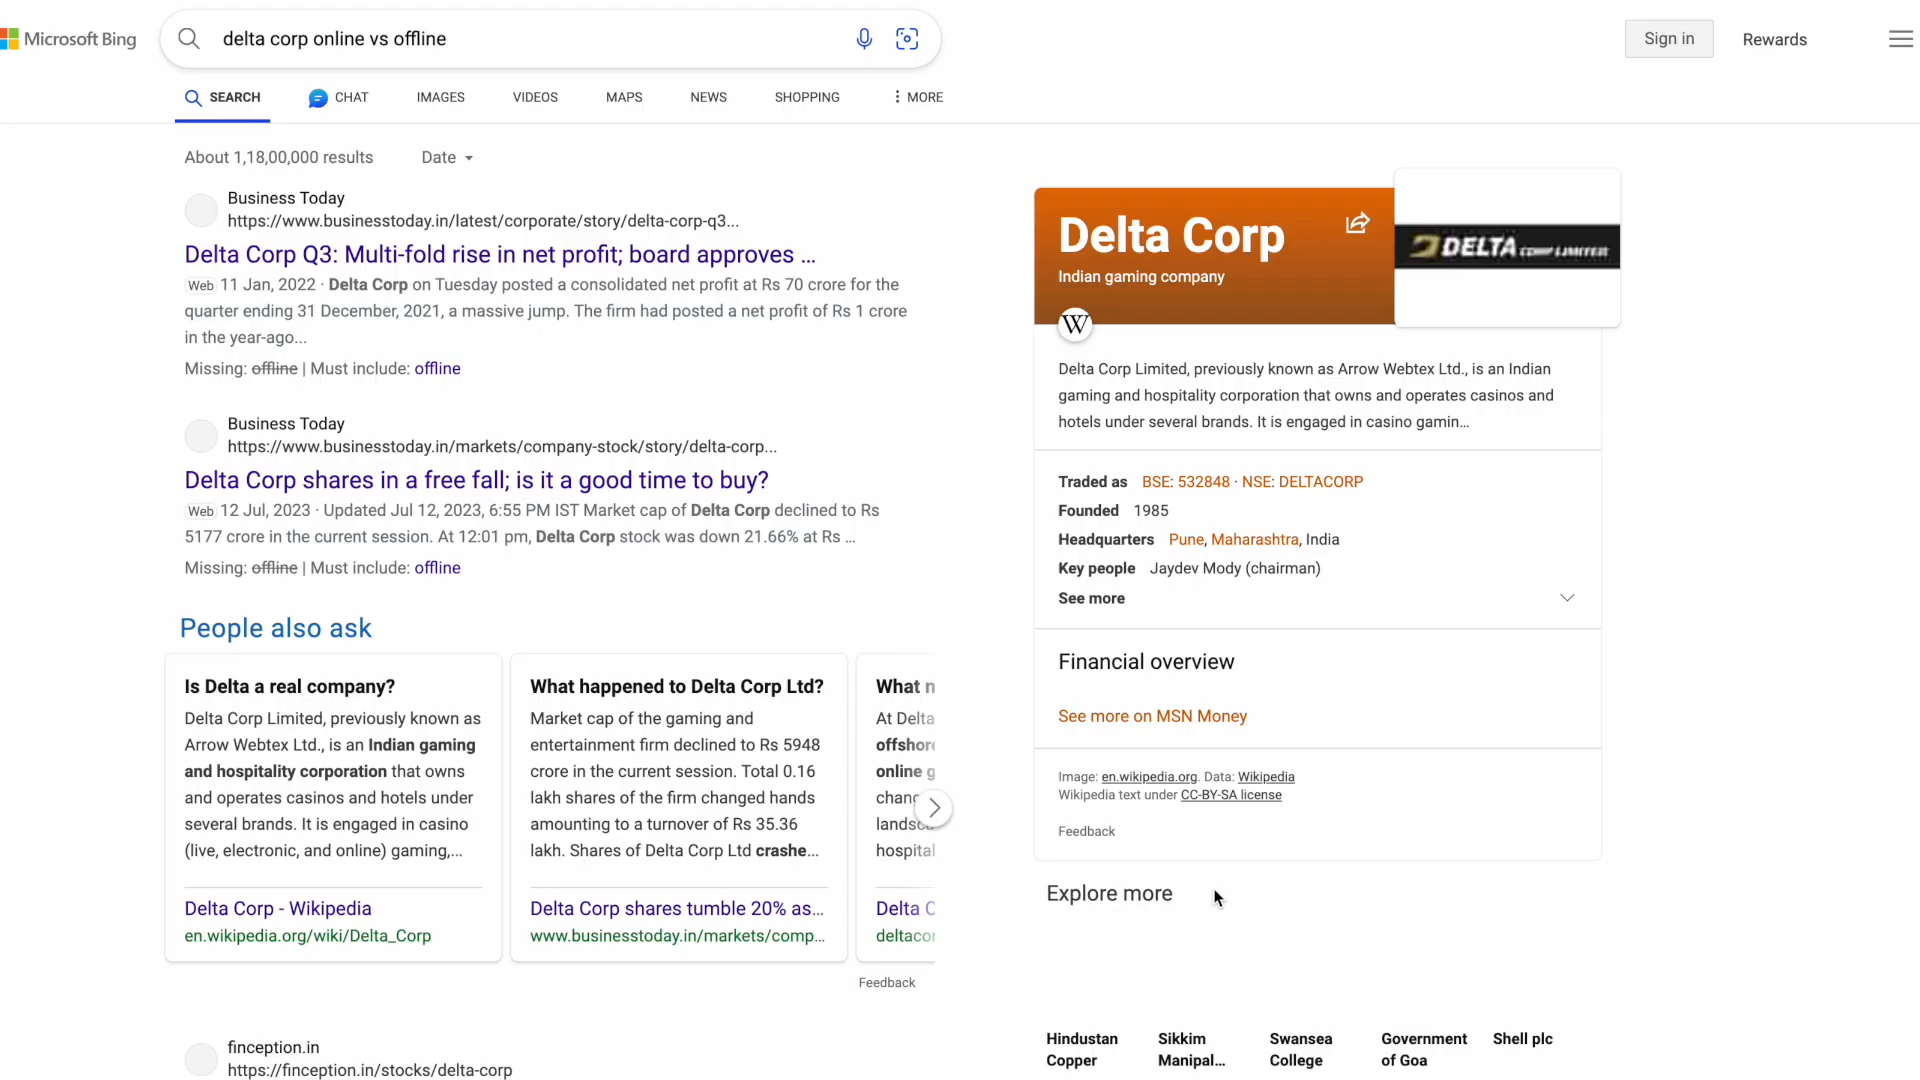 Microsoft Bing
delta corp online vs offline
Sign in
Rewards
SEARCH
CHAT
IMAGES
VIDEOS
MAPS
NEWS
SHOPPING
MORE
About 1,18,00,000 results
Date
Business Today
https://www.businesstoday.in/latest/corporate/story/delta-corp-q3...
Delta Corp Q3: Multi-fold rise in net profit; board approves ...
Web 11 Jan, 2022 · Delta Corp on Tuesday posted a consolidated net profit at Rs 70 crore for the
quarter ending 31 December, 2021, a massive jump. The firm had posted a net profit of Rs 1 crore
in the year-ago...
Missing: offline | Must include: offline
Business Today
https://www.businesstoday.in/markets/company-stock/story/delta-corp...
Delta Corp shares in a free fall; is it a good time to buy?
Web 12 Jul, 2023 · Updated Jul 12, 2023, 6:55 PM IST Market cap of Delta Corp declined to Rs
5177 crore in the current session. At 12:01 pm, Delta Corp stock was down 21.66% at Rs ...
Missing: offline | Must include: offline
People also ask
Is Delta a real company?
Delta Corp Limited, previously known as
Arrow Webtex Ltd., is an Indian gaming
and hospitality corporation that owns
and operates casinos and hotels under
several brands. It is engaged in casino
(live, electronic, and online) gaming,...
Delta Corp - Wikipedia
en.wikipedia.org/wiki/Delta_Corp
What happened to Delta Corp Ltd?
Market cap of the gaming and
entertainment firm declined to Rs 5948
crore in the current session. Total 0.16
lakh shares of the firm changed hands
amounting to a turnover of Rs 35.36
lakh. Shares of Delta Corp Ltd crashe...
Delta Corp shares tumble 20% as...
www.businesstoday.in/markets/comp...
What
At Delta
offshor
online g
chang
landsc
hospital
Delta C
deltacor
Feedback
finception.in
https://finception.in/stocks/delta-corp
Delta Corp
Indian gaming company
DELTA CORP LIMITED
W
Delta Corp Limited, previously known as Arrow Webtex Ltd., is an Indian
gaming and hospitality corporation that owns and operates casinos and
hotels under several brands. It is engaged in casino gamin...
Traded as BSE: 532848 · NSE: DELTACORP
Founded 1985
Headquarters Pune, Maharashtra, India
Key people Jaydev Mody (chairman)
See more
Financial overview
See more on MSN Money
Image: en.wikipedia.org. Data: Wikipedia
Wikipedia text under CC-BY-SA license
Feedback
Explore more
Hindustan
Copper
Sikkim
Manipal...
Swansea
College
Government
of Goa
Shell plc